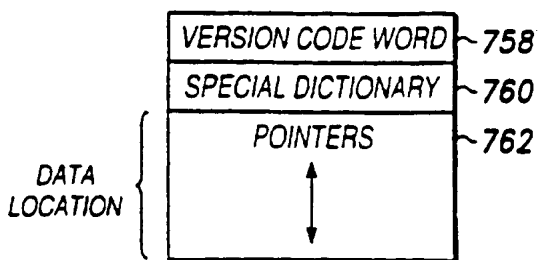 VERSION CODE WORD 758
SPECIAL DICTIONARY 760
POINTERS 762
DATA
LOCATION